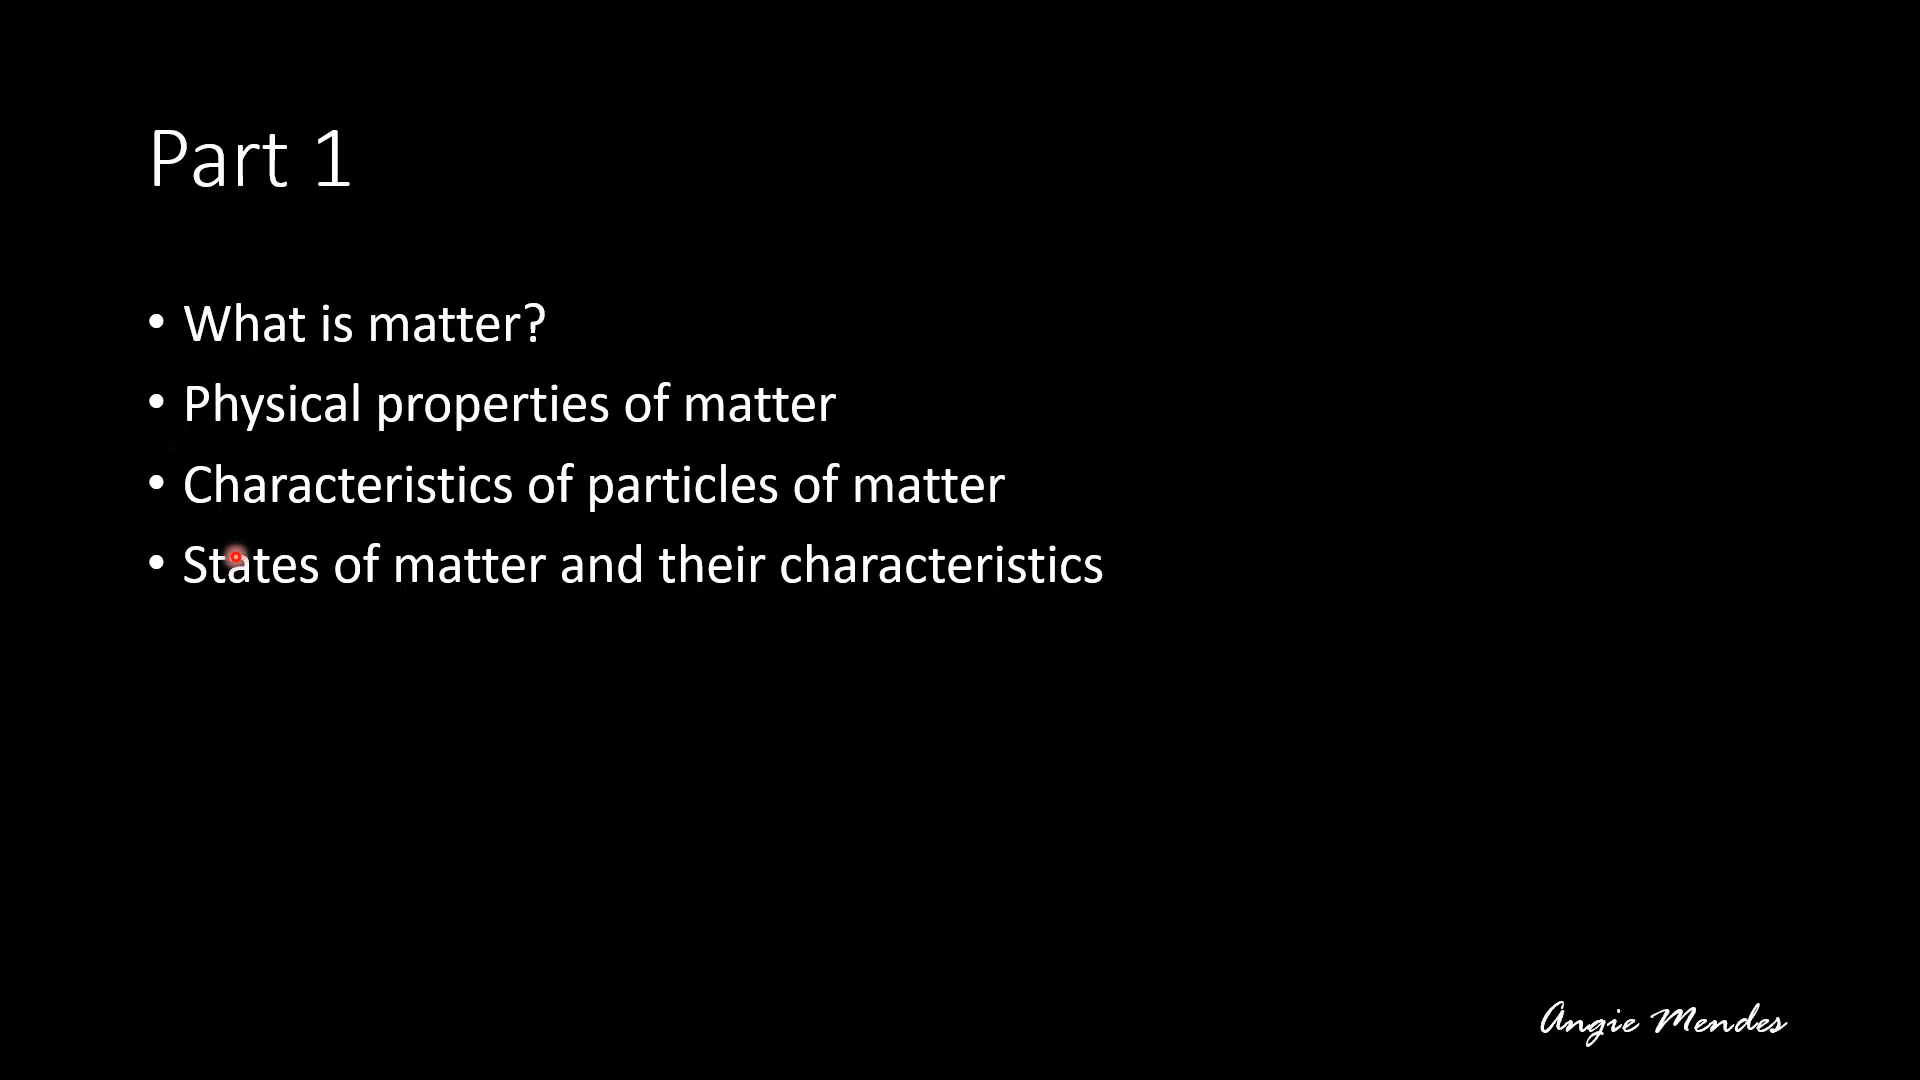 Part 1
• What is matter?
• Physical properties of matter
• Characteristics of particles of matter
• States of matter and their characteristics
Angie Mendes